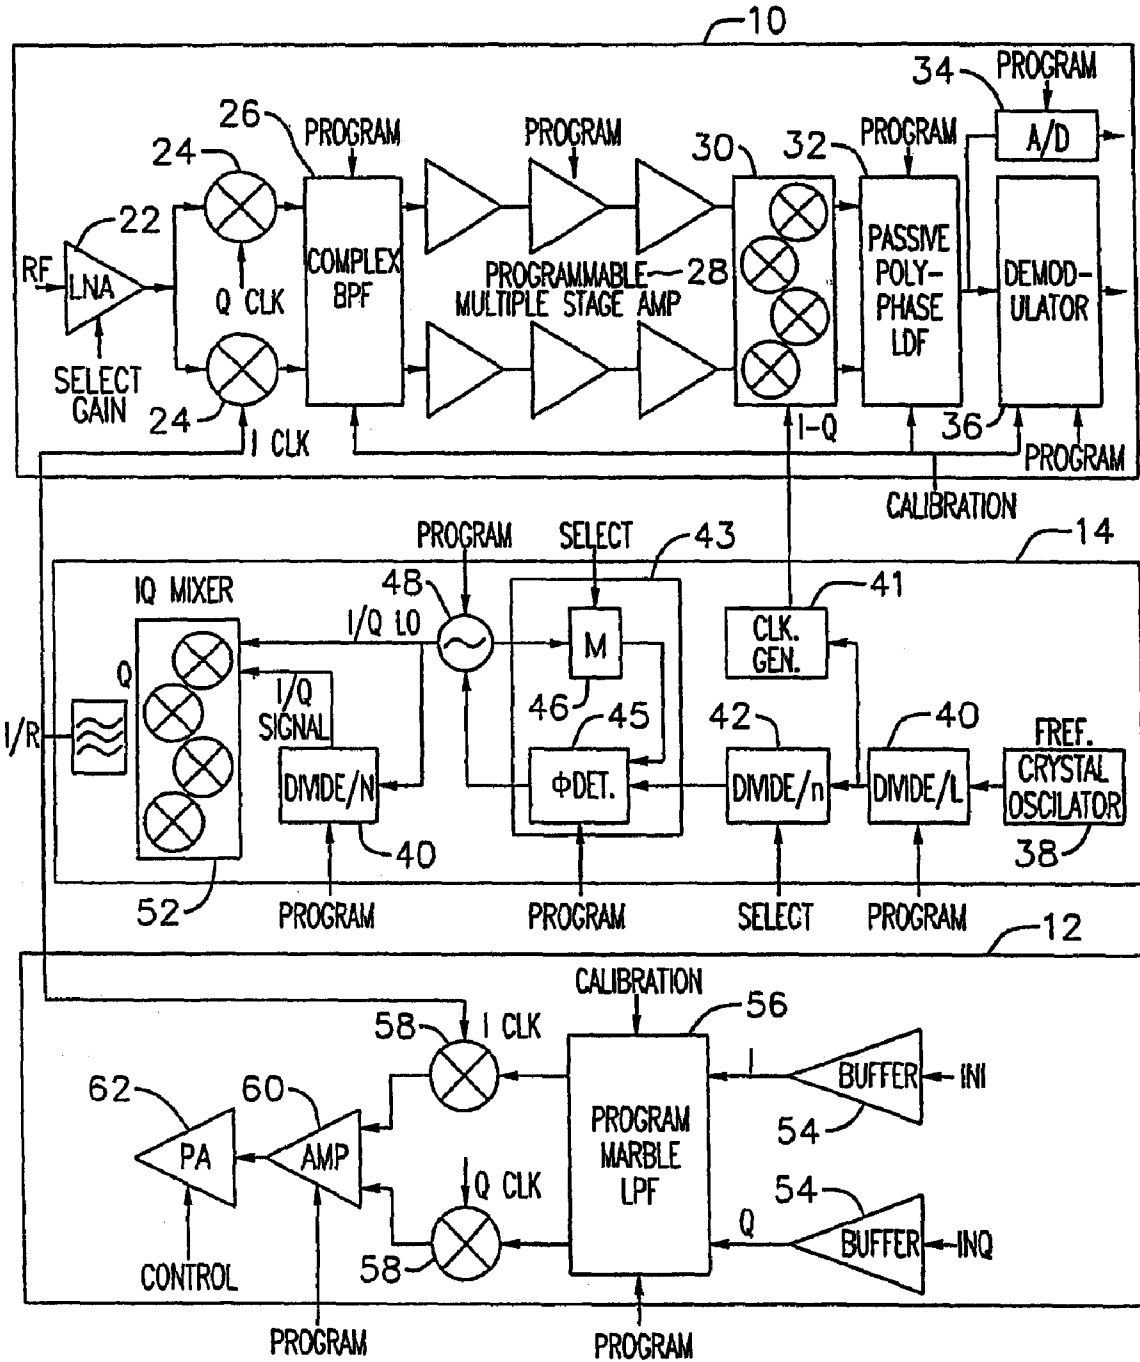 10
34
PROGRAM
26
PROGRAM
PROGRAM
30
32
PROGRAM
A/D
24
22
RF
LNA
COMPLEX
BPF
PROGRAMMABLE
28
MULTIPLE STAGE AMP
PASSIVE
POLY-
PHASE
LDF
DEMOD-
ULATOR
Q CLK
SELECT
GAIN
24
I CLK
I-Q
36
PROGRAM
CALIBRATION
14
PROGRAM
SELECT
43
IQ MIXER
48
41
I/Q LO
M
CLK.
GEN.
Q
I/Q
SIGNAL
46
45
42
40
FREF.
I/R
DIVIDE/N
ΦDET.
DIVIDE/n
DIVIDE/L
CRYSTAL
OSCILATOR
40
38
52
PROGRAM
PROGRAM
SELECT
PROGRAM
12
CALIBRATION
56
58
I CLK
I
BUFFER
INI
54
62
60
PA
AMP
PROGRAM
MARBLE
LPF
Q CLK
54
Q
BUFFER
INQ
58
CONTROL
PROGRAM
PROGRAM